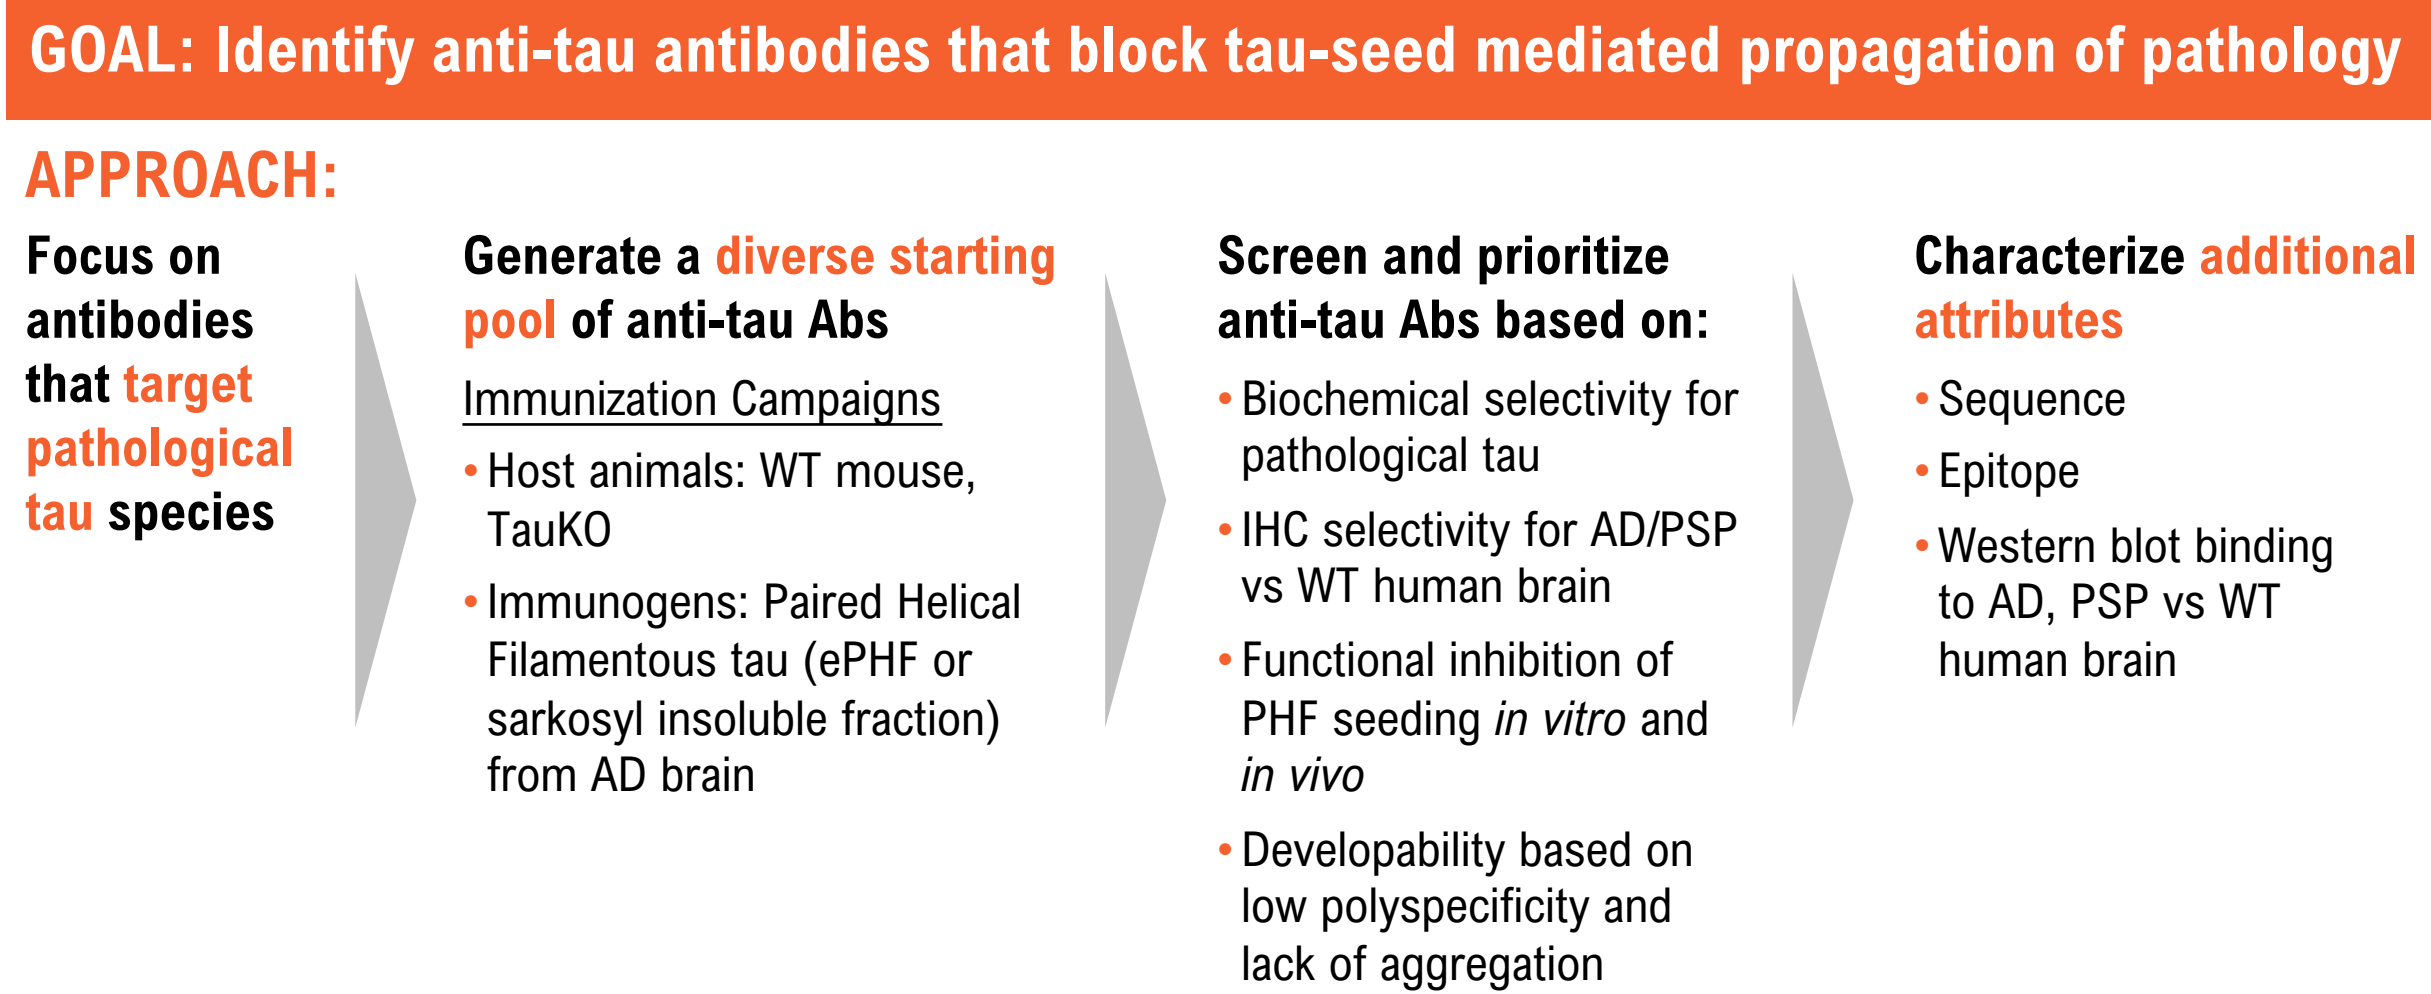 GOAL: Identify anti-tau antibodies that block tau-seed mediated propagation of pathology
APPROACH:
Focus on
antibodies
that target
pathological
tau species
Generate a diverse starting
pool of anti-tau Abs
Immunization Campaigns
• Host animals: WT mouse,
TauKO
• Immunogens: Paired Helical
Filamentous tau (ePHF or
sarkosyl insoluble fraction)
from AD brain
Screen and prioritize
anti-tau Abs based on:
• Biochemical selectivity for
pathological tau
• IHC selectivity for AD/PSP
vs WT human brain
• Functional inhibition of
PHF seeding in vitro and
in vivo
• Developability based on
low polyspecificity and
lack of aggregation
Characterize additional
attributes
• Sequence
• Epitope
• Western blot binding
to AD, PSP vs WT
human brain